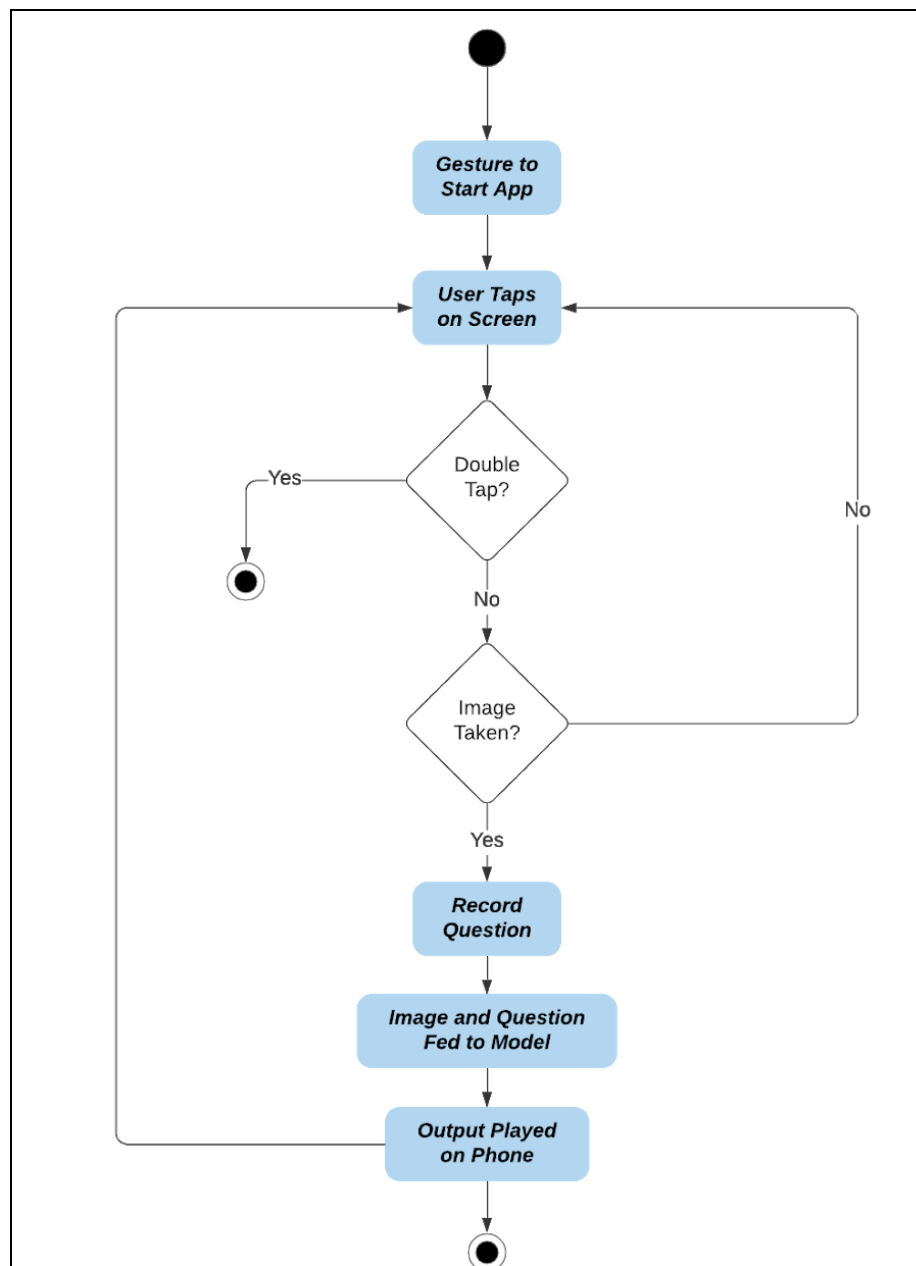 Gesture to
Start App
User Taps
on Screen
Double
Tap?
Yes
No
No
Image
Taken?
Yes
Record
Question
Image and Question
Fed to Model
Output Played
on Phone